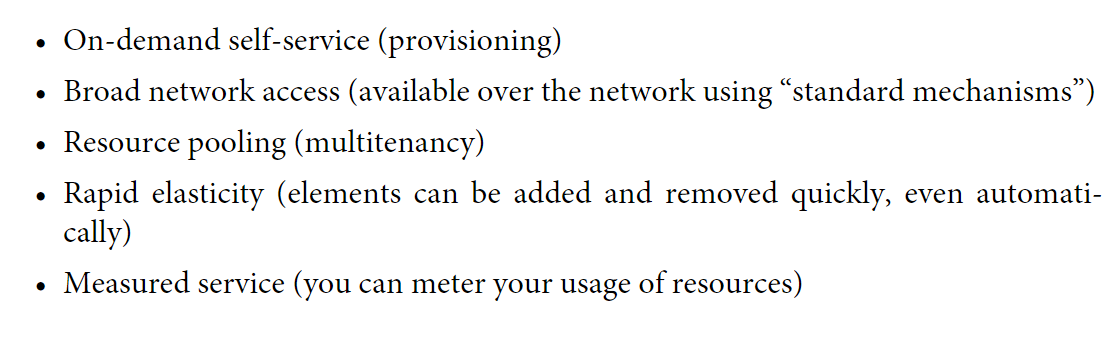 • On-demand self-service (provisioning)
• Broad network access (available over the network using “standard mechanisms”)
• Resource pooling (multitenancy)
• Rapid elasticity (elements can be added and removed quickly, even automati-
cally)
• Measured service (you can meter your usage of resources)